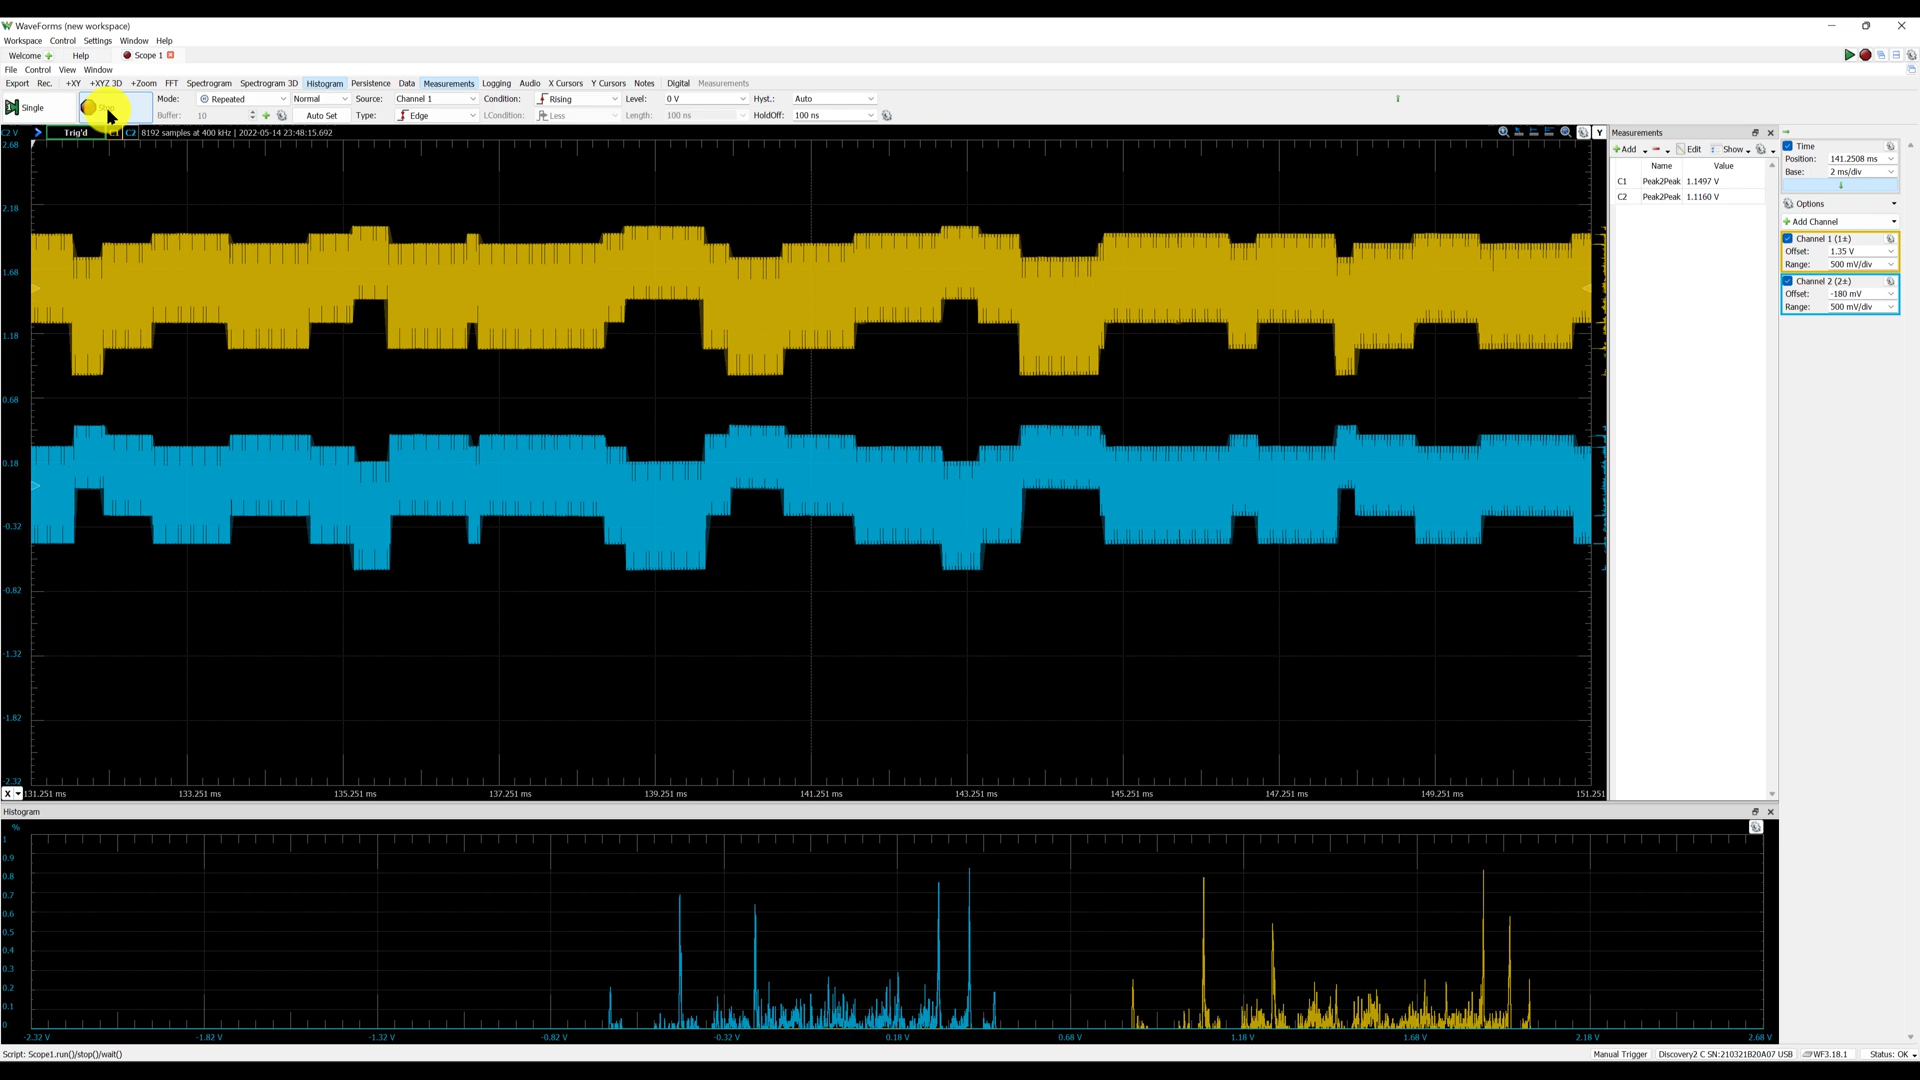 WaveForms (new workspace)
Workspace Control Settings Window Help
Welcome Help Scope 1
File Control View Window
Export Rec. +XY +XYZ 3D +Zoom FFT Spectrogram Spectrogram 3D Histogram Persistence Data Measurements Logging Audio X Cursors Y Cursors Notes Digital Measurements
Single Stop Mode: Repeated Normal Source: Channel 1 Condition: Rising Level: 0 V Hyst.: Auto
Buffer: 10 Auto Set Type: Edge LCondition: Less Length: 100 ns HoldOff: 100 ns
C2 V Trig'd C1 C2 8192 samples at 400 kHz | 2022-05-14 23:48:15.692 Y
2.68
2.18
1.68
1.18
0.68
0.18
-0.32
-0.82
-1.32
-1.82
-2.32
X 131.251 ms 133.251 ms 135.251 ms 137.251 ms 139.251 ms 141.251 ms 143.251 ms 145.251 ms 147.251 ms 149.251 ms 151.251
Measurements
Add Edit Show
Name Value
C1 Peak2Peak 1.1497 V
C2 Peak2Peak 1.1160 V
Time
Position: 141.2508 ms
Base: 2 ms/div
Options
Add Channel
Channel 1 (1±)
Offset: 1.35 V
Range: 500 mV/div
Channel 2 (2±)
Offset: -180 mV
Range: 500 mV/div
Histogram
%
1
0.9
0.8
0.7
0.6
0.5
0.4
0.3
0.2
0.1
0
-2.32 V -1.82 V -1.32 V -0.82 V -0.32 V 0.18 V 0.68 V 1.18 V 1.68 V 2.18 V 2.68 V
Script: Scope1.run()/stop()/wait()
Manual Trigger Discovery2 C SN:210321B20A07 USB WF3.18.1 Status: OK